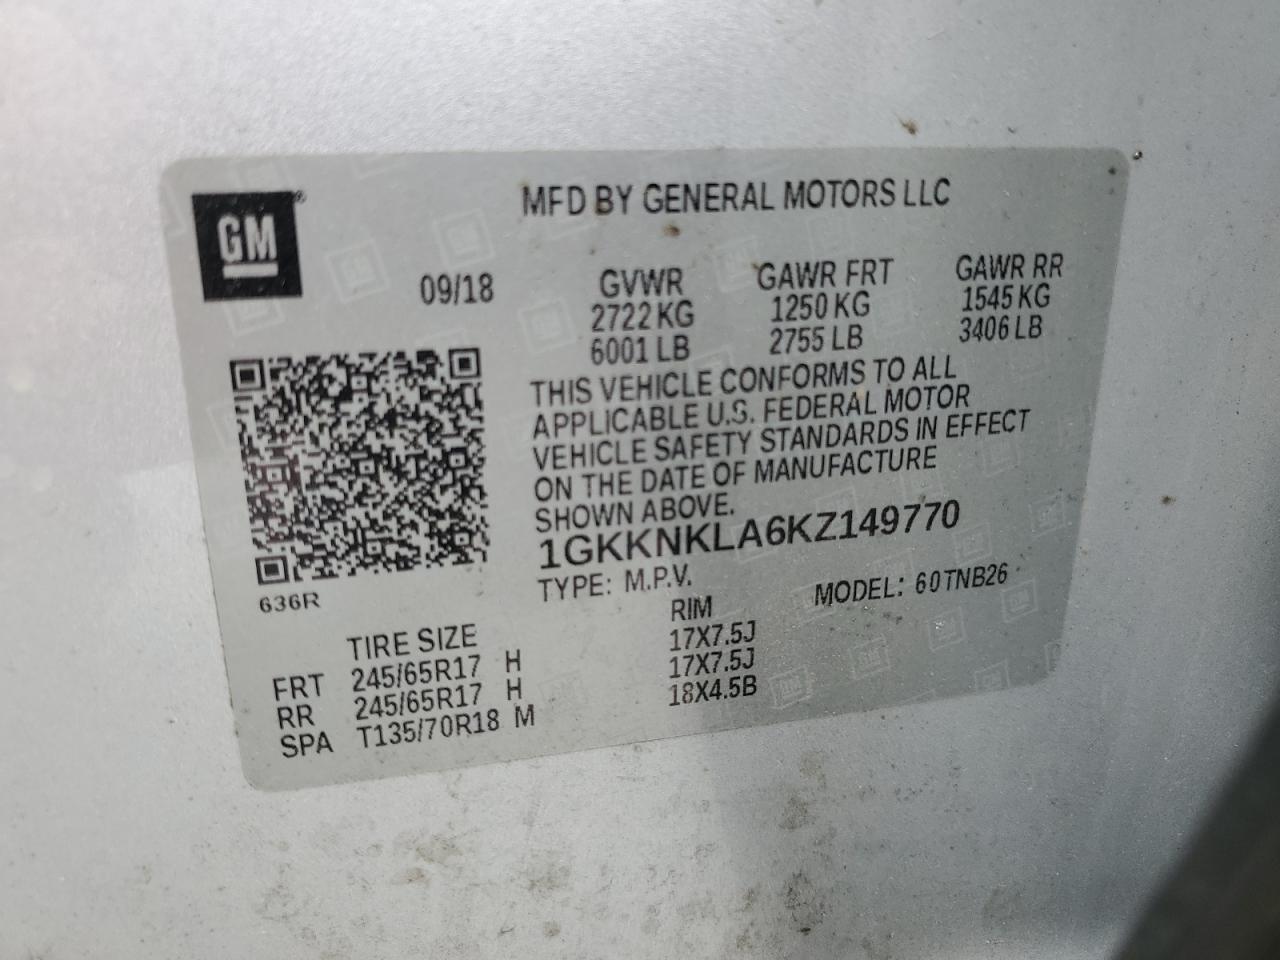 GM
MFD BY GENERAL MOTORS LLC
09/18
GVWR GAWR FRT GAWR RR
2722 KG 1250 KG 1545 KG
6001 LB 2755 LB 3406 LB
THIS VEHICLE CONFORMS TO ALL
APPLICABLE U.S. FEDERAL MOTOR
VEHICLE SAFETY STANDARDS IN EFFECT
ON THE DATE OF MANUFACTURE
SHOWN ABOVE.
1GKKNKLA6KZ149770
636R
TYPE: M.P.V. MODEL: 60TNB26
TIRE SIZE RIM
FRT 245/65R17 H 17X7.5J
RR 245/65R17 H 17X7.5J
SPA T135/70R18 M 18X4.5B